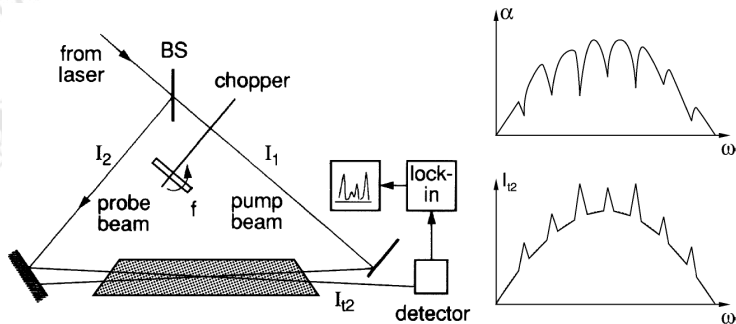 from
laser
BS
chopper
I₂
I₁
f
probe
beam
pump
beam
lock-
in
Iₜ₂
detector
α
ω
Iₜ₂
ω